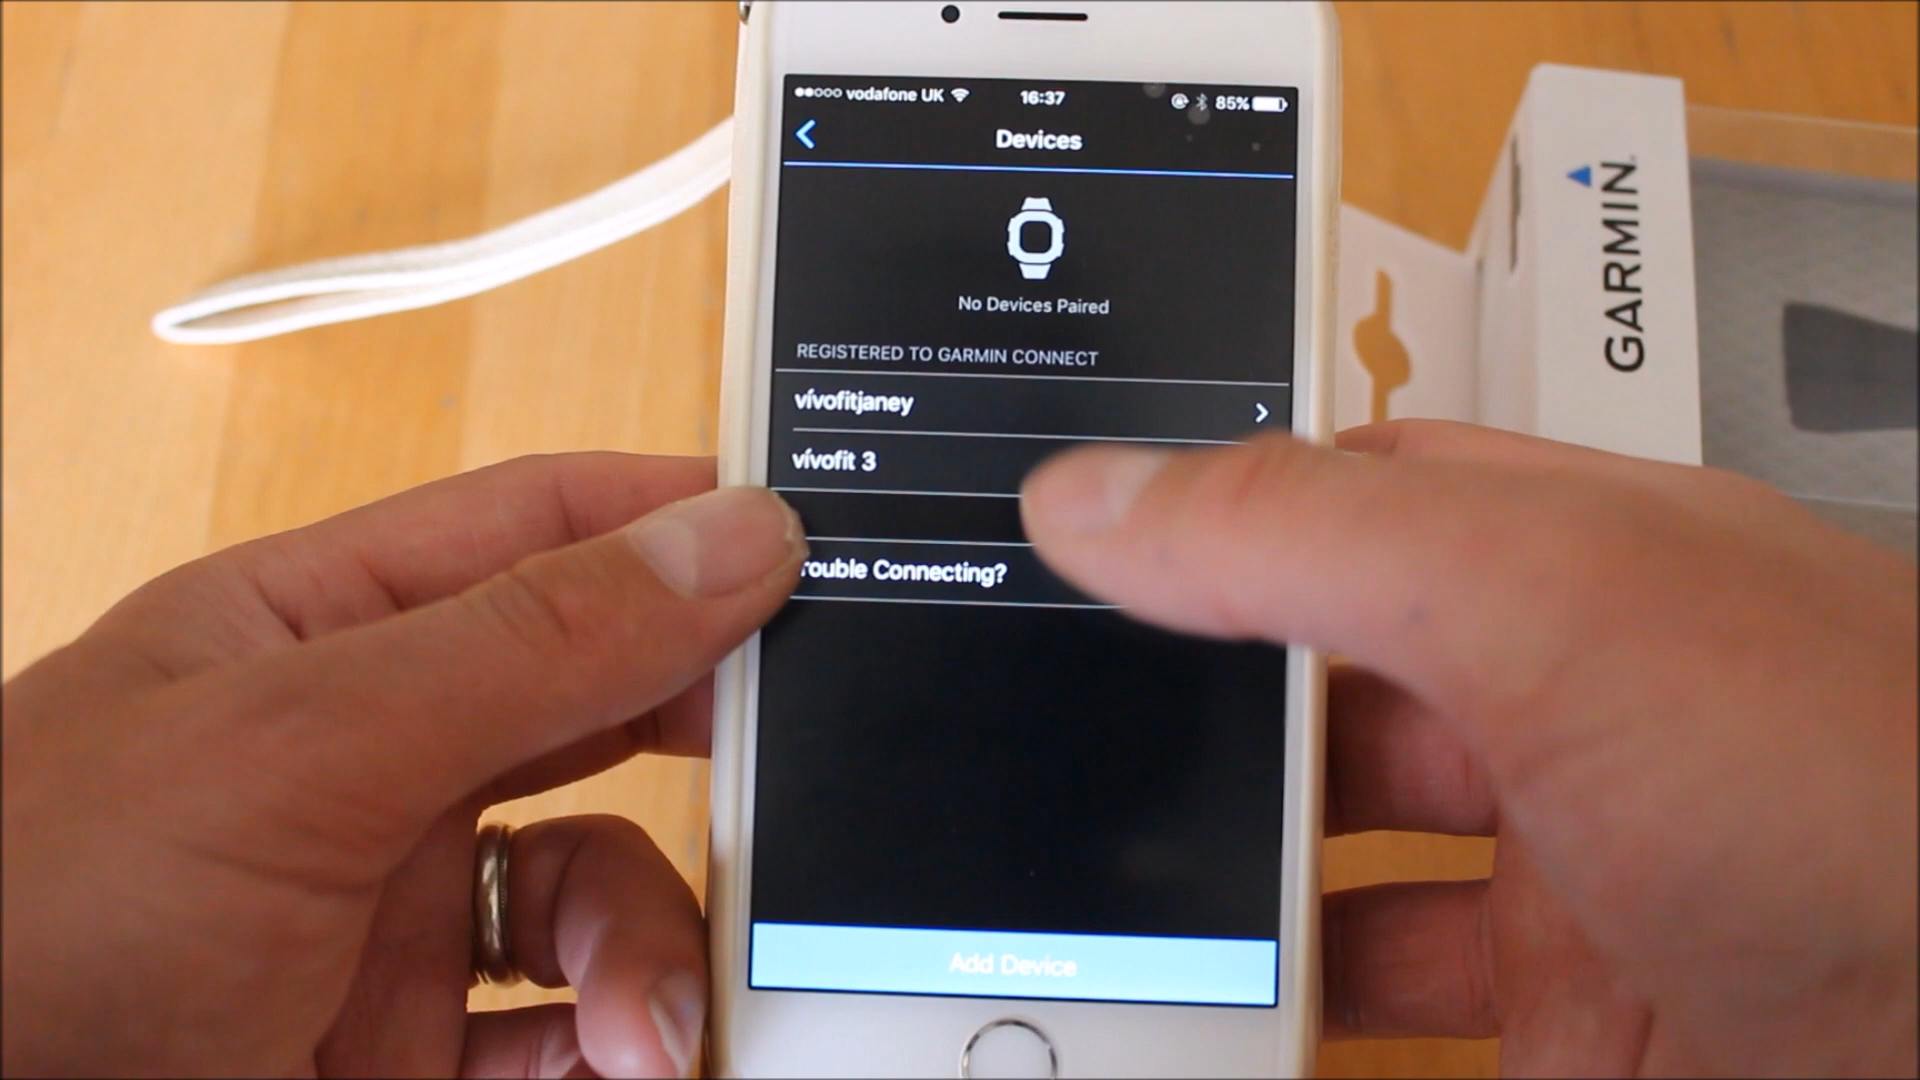 vodafone UK 16:37 85%
Devices
No Devices Paired
REGISTERED TO GARMIN CONNECT
vívofitjaney
vívofit 3
rouble Connecting?
Add Device
GARMIN